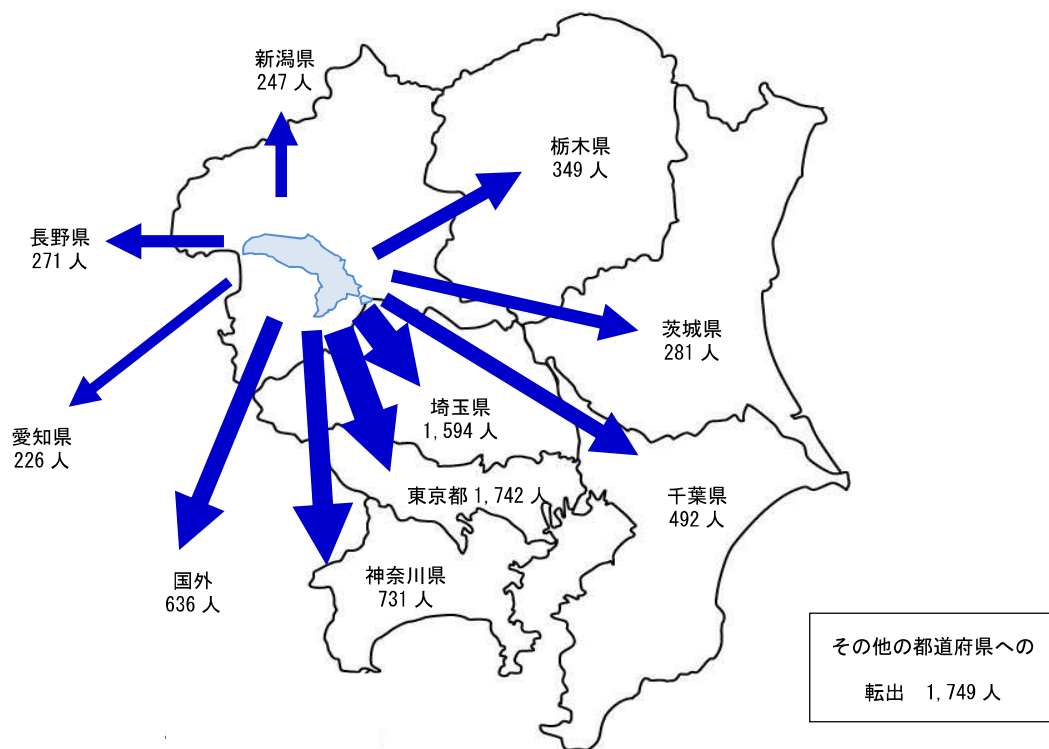 新潟県
247 人
栃木県
349 人
長野県
271 人
茨城県
281 人
愛知県
226 人
埼玉県
1,594 人
東京都 1,742 人
千葉県
492 人
国外
636 人
神奈川県
731 人
その他の都道府県への
転出　1,749 人